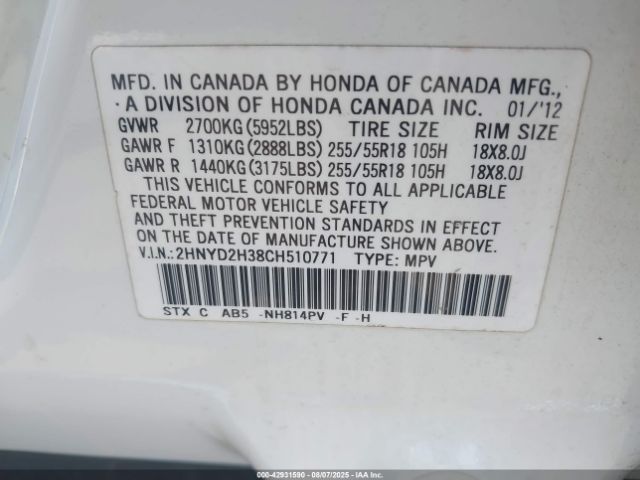 MFD. IN CANADA BY HONDA OF CANADA MFG.,
A DIVISION OF HONDA CANADA INC. 01/'12
GVWR 2700KG(5952LBS) TIRE SIZE RIM SIZE
GAWR F 1310KG(2888LBS) 255/55R18 105H 18X8.0J
GAWR R 1440KG(3175LBS) 255/55R18 105H 18X8.0J
THIS VEHICLE CONFORMS TO ALL APPLICABLE
FEDERAL MOTOR VEHICLE SAFETY
AND THEFT PREVENTION STANDARDS IN EFFECT ON
THE DATE OF MANUFACTURE SHOWN ABOVE.
V.I.N.:2HNYD2H38CH510771 TYPE: MPV
STX C AB5 -NH814PV -F -H
000-42931590 08/07/2025 IAAI.COM